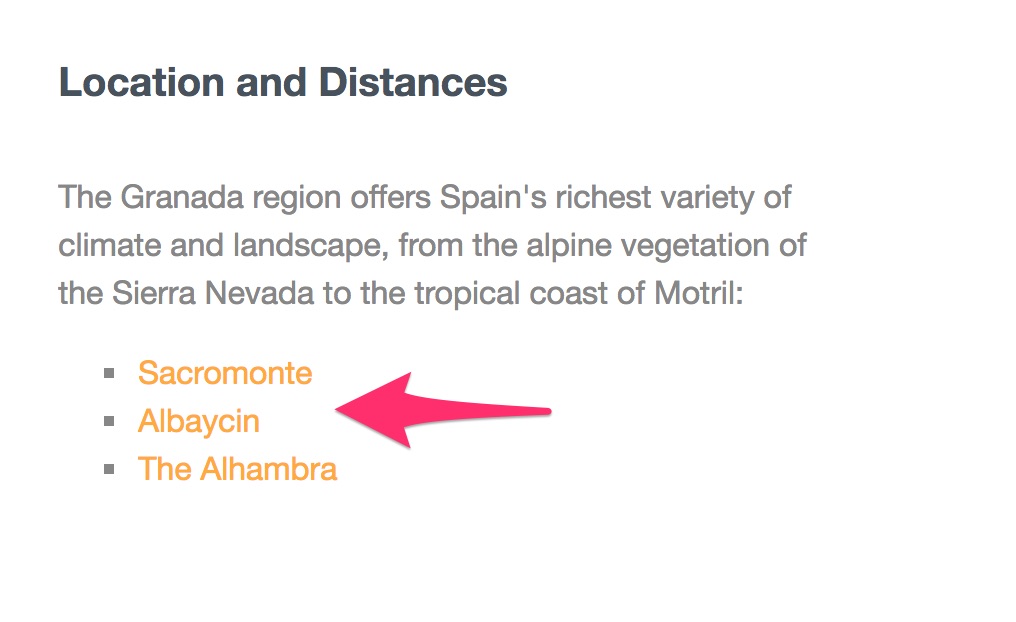 Location and Distances
The Granada region offers Spain's richest variety of
climate and landscape, from the alpine vegetation of
the Sierra Nevada to the tropical coast of Motril:
Sacromonte
Albaycin
The Alhambra